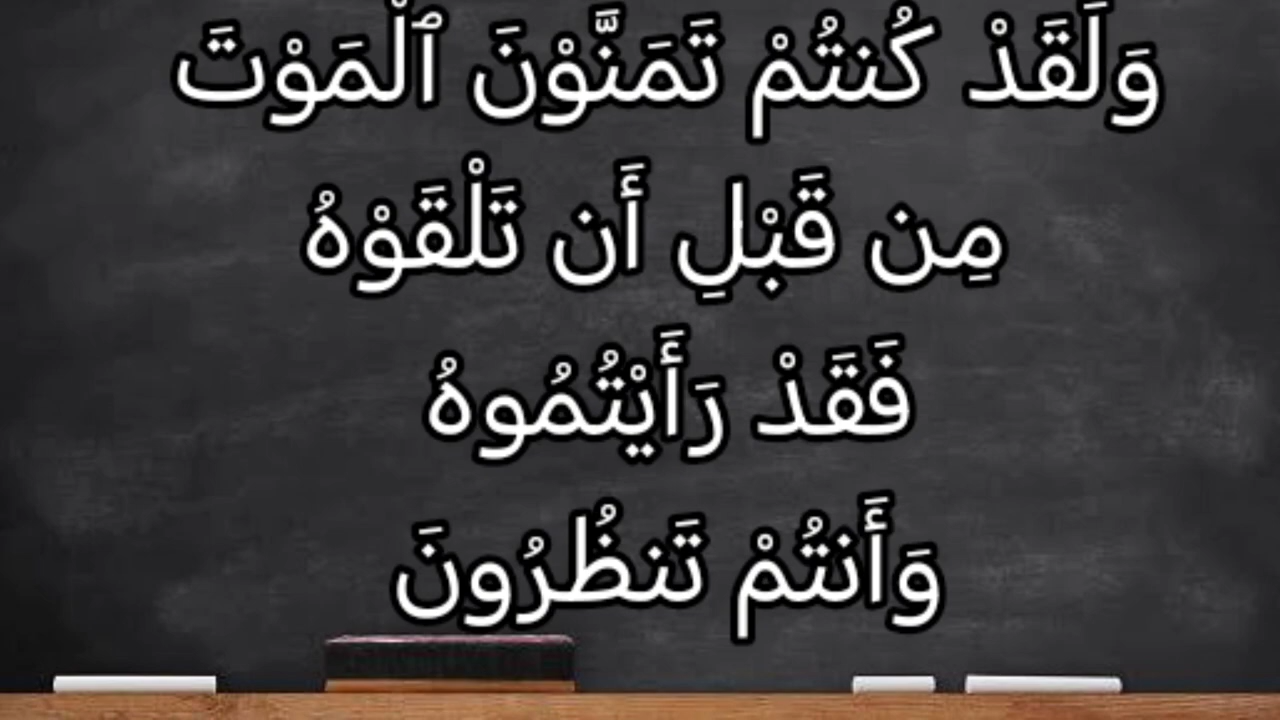 وَلَقَدْ كُنتُمْ تَمَنَّوْنَ ٱلْمَوْتَ
مِن قَبْلِ أَن تَلْقَوْهُ
فَقَدْ رَأَيْتُمُوهُ
وَأَنتُمْ تَنظُرُونَ